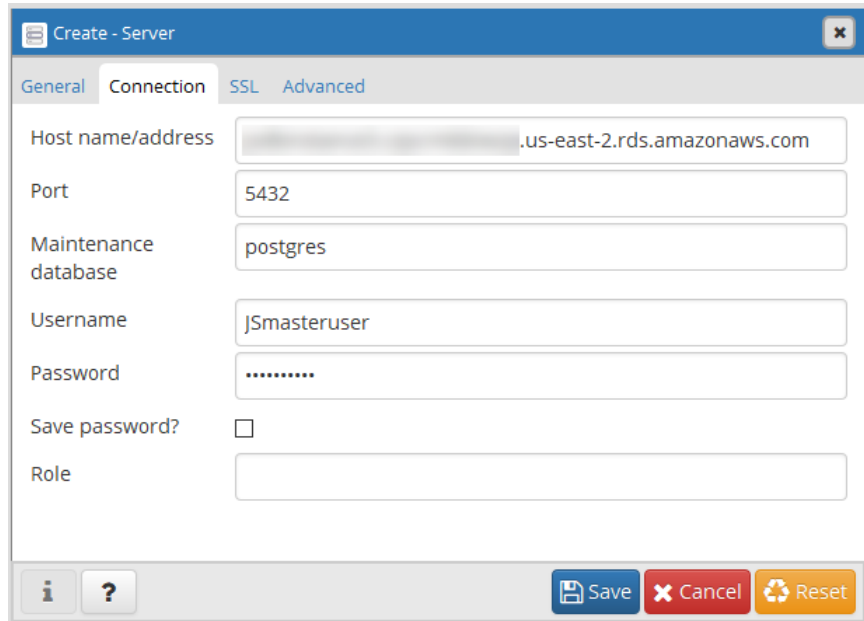 Create - Server
General Connection SSL Advanced
Host name/address .us-east-2.rds.amazonaws.com
Port 5432
Maintenance database postgres
Username JSmasteruser
Password ••••••••••
Save password?
Role
i ? Save Cancel Reset